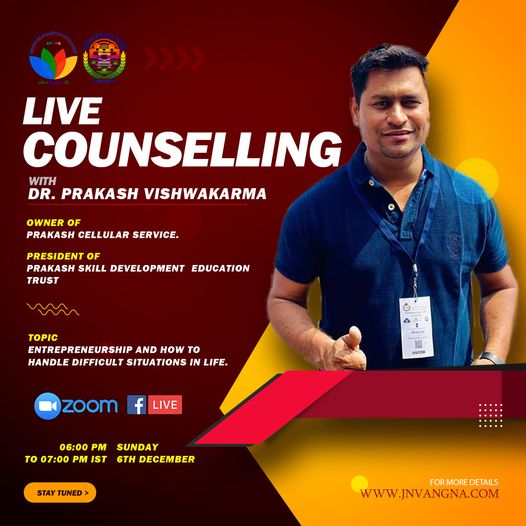 LIVE
COUNSELLING
WITH
DR. PRAKASH VISHWAKARMA
OWNER OF
PRAKASH CELLULAR SERVICE.
PRESIDENT OF
PRAKASH SKILL DEVELOPMENT EDUCATION
TRUST
TOPIC
ENTREPRENEURSHIP AND HOW TO
HANDLE DIFFICULT SITUATIONS IN LIFE.
zoom
f LIVE
06:00 PM SUNDAY
TO 07:00 PM IST 6TH DECEMBER
STAY TUNED >
VISITOR
FOR MORE DETAILS
WWW.JNVANGNA.COM